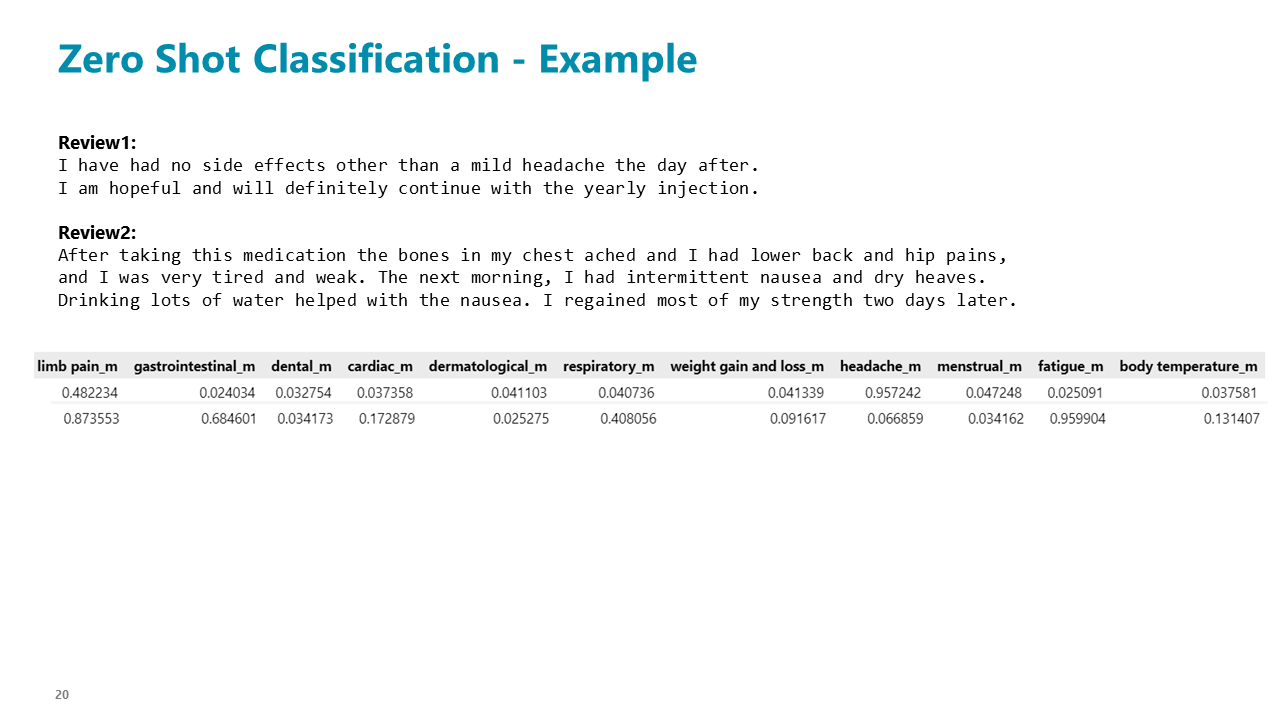 Zero Shot Classification - Example
Review1:
I have had no side effects other than a mild headache the day after.
I am hopeful and will definitely continue with the yearly injection.
Review2:
After taking this medication the bones in my chest ached and I had lower back and hip pains,
and I was very tired and weak. The next morning, I had intermittent nausea and dry heaves.
Drinking lots of water helped with the nausea. I regained most of my strength two days later.
limb pain_m gastrointestinal_m dental_m cardiac_m dermatological_m respiratory_m weight gain and loss_m headache_m menstrual_m fatigue_m body temperature_m
0.482234 0.024034 0.032754 0.037358 0.041103 0.040736 0.041339 0.957242 0.047248 0.025091 0.037581
0.873553 0.684601 0.034173 0.172879 0.025275 0.408056 0.091617 0.066859 0.034162 0.959904 0.131407
20